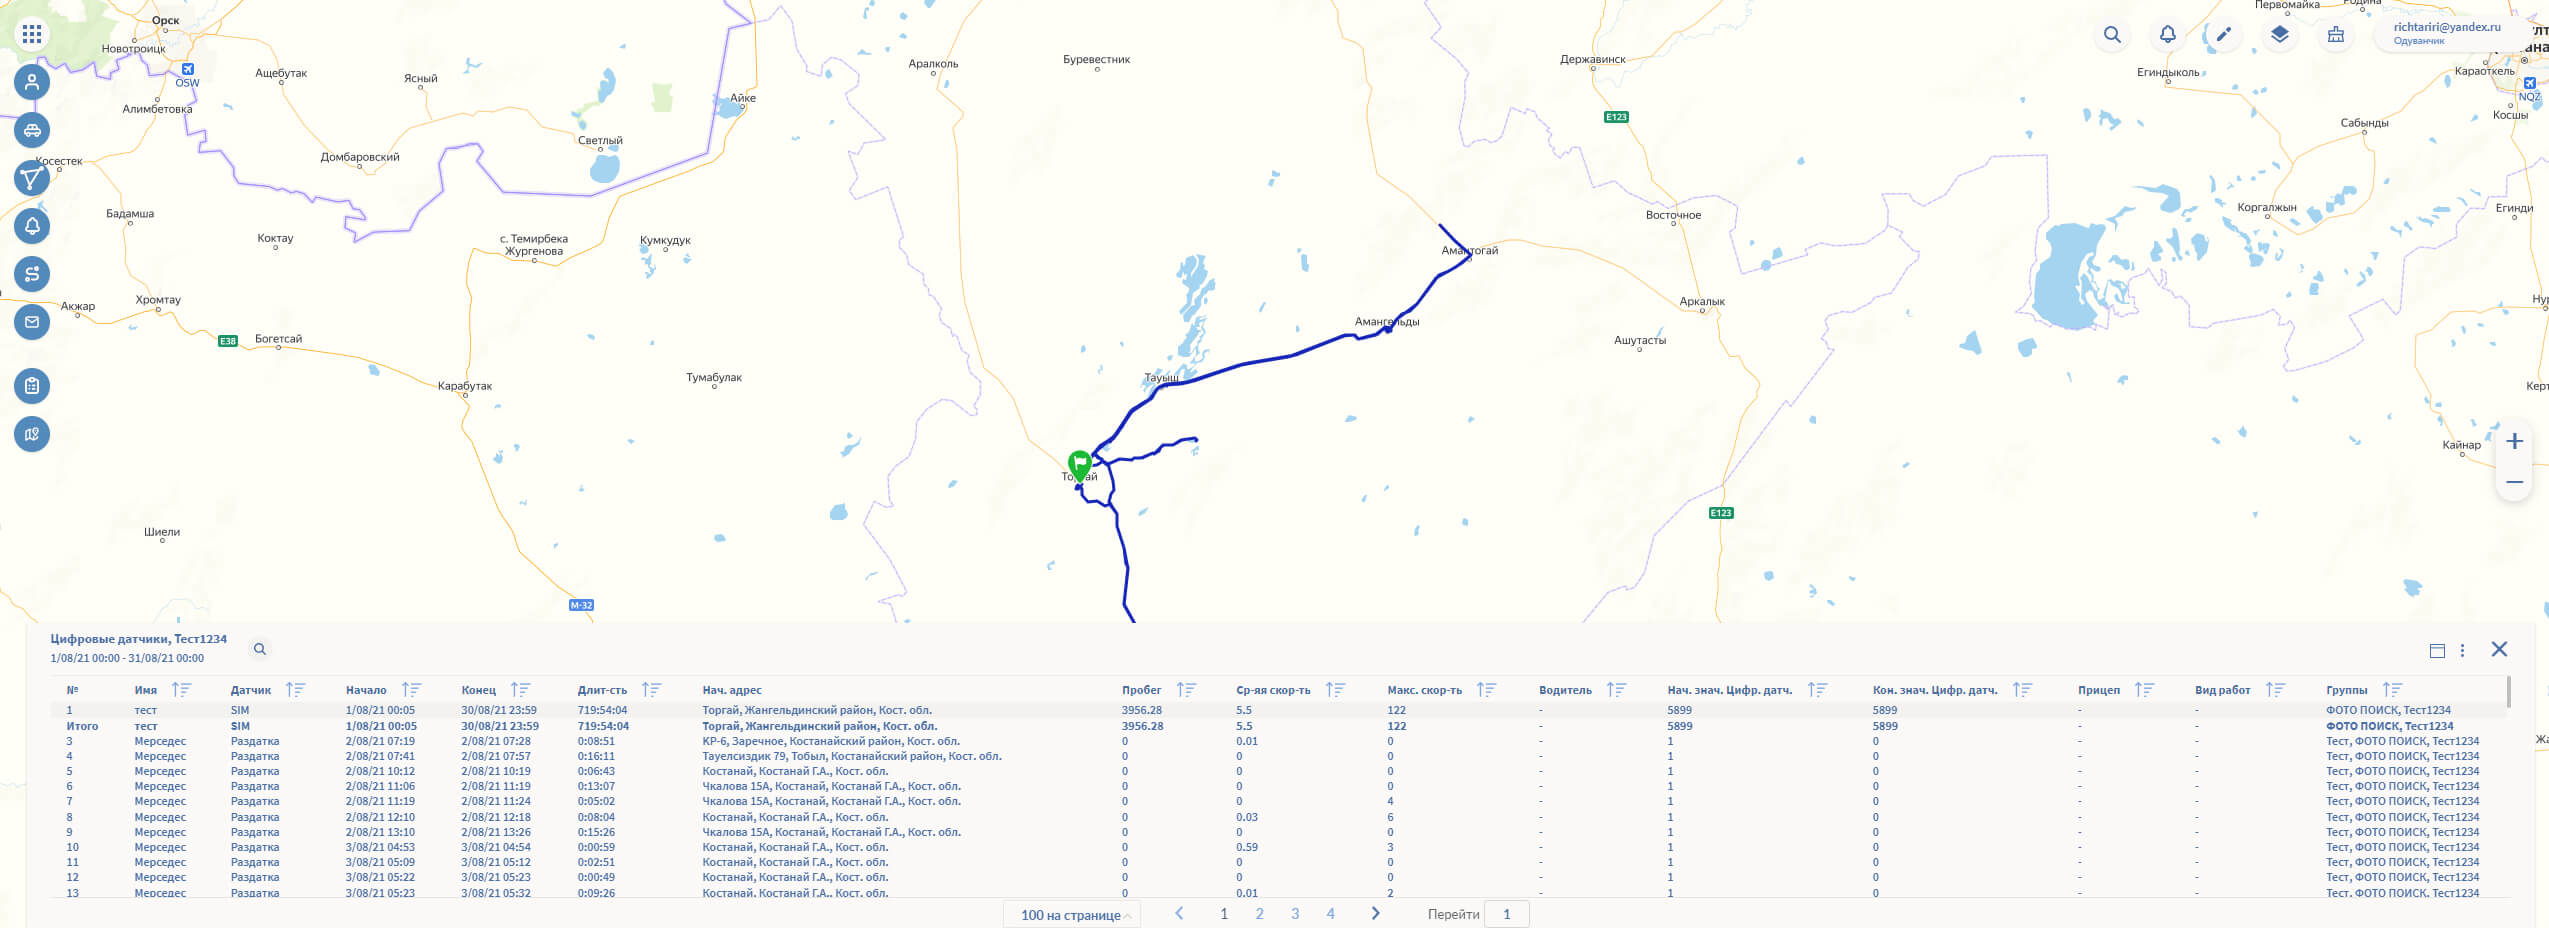 Орск
Новотроицк
OSW
Ащебутак
Ясный
Алимбетовка
Косестек
Домбаровский
Светлый
Айке
Аралколь
Буревестник
Державинск
E123
Первомайка
Егиндыколь
richtariri@yandex.ru
Одуванчик
Караоткель
NQZ
Косшы
Сабынды
Бадамша
Коктау
с. Темирбека
Жургенова
Кумкудук
Восточное
Коргалжын
Егинди
Амантогай
Акжар
Хромтау
E38
Богетсай
Карабутак
Тумабулак
Тауыш
Амангельды
Аркалык
Ашутасты
Шиели
Торгай
M-32
E123
Кайнар
Цифровые датчики, Тест1234
1/08/21 00:00 - 31/08/21 00:00
№ Имя Датчик Начало Конец Длит-сть Нач. адрес Пробег Ср-яя скор-ть Макс. скор-ть Водитель Нач. знач. Цифр. датч. Кон. знач. Цифр. датч. Прицеп Вид работ Группы
1 тест SIM 1/08/21 00:05 30/08/21 23:59 719:54:04 Торгай, Жангельдинский район, Кост. обл. 3956.28 5.5 122 - 5899 5899 - - ФОТО ПОИСК, Тест1234
Итого тест SIM 1/08/21 00:05 30/08/21 23:59 719:54:04 Торгай, Жангельдинский район, Кост. обл. 3956.28 5.5 122 - 5899 5899 - - ФОТО ПОИСК, Тест1234
3 Мерседес Раздатка 2/08/21 07:19 2/08/21 07:28 0:08:51 КР-6, Заречное, Костанайский район, Кост. обл. 0 0.01 0 - 1 0 - - Тест, ФОТО ПОИСК, Тест1234
4 Мерседес Раздатка 2/08/21 07:41 2/08/21 07:57 0:16:11 Тауелсиздик 79, Тобыл, Костанайский район, Кост. обл. 0 0 0 - 1 0 - - Тест, ФОТО ПОИСК, Тест1234
5 Мерседес Раздатка 2/08/21 10:12 2/08/21 10:19 0:06:43 Костанай, Костанай Г.А., Кост. обл. 0 0 0 - 1 0 - - Тест, ФОТО ПОИСК, Тест1234
6 Мерседес Раздатка 2/08/21 11:06 2/08/21 11:19 0:13:07 Чкалова 15А, Костанай, Костанай Г.А., Кост. обл. 0 0 0 - 1 0 - - Тест, ФОТО ПОИСК, Тест1234
7 Мерседес Раздатка 2/08/21 11:19 2/08/21 11:24 0:05:02 Чкалова 15А, Костанай, Костанай Г.А., Кост. обл. 0 0 4 - 1 0 - - Тест, ФОТО ПОИСК, Тест1234
8 Мерседес Раздатка 2/08/21 12:10 2/08/21 12:18 0:08:04 Костанай, Костанай Г.А., Кост. обл. 0 0.03 6 - 1 0 - - Тест, ФОТО ПОИСК, Тест1234
9 Мерседес Раздатка 2/08/21 13:10 2/08/21 13:26 0:15:26 Чкалова 15А, Костанай, Костанай Г.А., Кост. обл. 0 0 0 - 1 0 - - Тест, ФОТО ПОИСК, Тест1234
10 Мерседес Раздатка 3/08/21 04:53 3/08/21 04:54 0:00:59 Костанай, Костанай Г.А., Кост. обл. 0 0.59 3 - 1 0 - - Тест, ФОТО ПОИСК, Тест1234
11 Мерседес Раздатка 3/08/21 05:09 3/08/21 05:12 0:02:51 Костанай, Костанай Г.А., Кост. обл. 0 0 0 - 1 0 - - Тест, ФОТО ПОИСК, Тест1234
12 Мерседес Раздатка 3/08/21 05:22 3/08/21 05:23 0:00:49 Костанай, Костанай Г.А., Кост. обл. 0 0 0 - 1 0 - - Тест, ФОТО ПОИСК, Тест1234
13 Мерседес Раздатка 3/08/21 05:23 3/08/21 05:32 0:09:26 Костанай, Костанай Г.А., Кост. обл. 0 0.01 2 - 1 0 - - Тест, ФОТО ПОИСК, Тест1234
100 на странице 1 2 3 4 Перейти 1